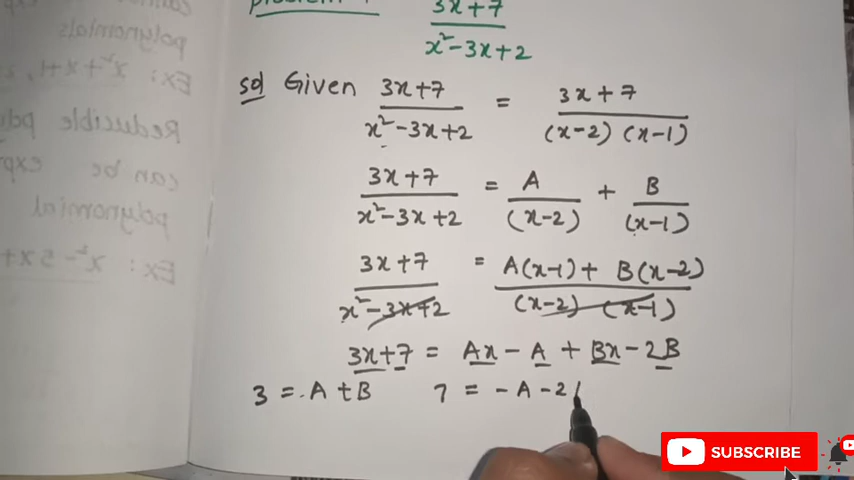 3x+7
x²-3x+2
sol Given 3x+7 / x²-3x+2 = 3x+7 / (x-2) (x-1)
3x+7 / x²-3x+2 = A / (x-2) + B / (x-1)
3x+7 / x²-3x+2 = A(x-1) + B(x-2) / (x-2) (x-1)
3x+7 = Ax - A + Bx - 2B
3 = A + B 7 = -A -2
polynomials
Ex: x²+x+1,
Reducible
can be
polynomial
Ex: x²-5x+
SUBSCRIBE